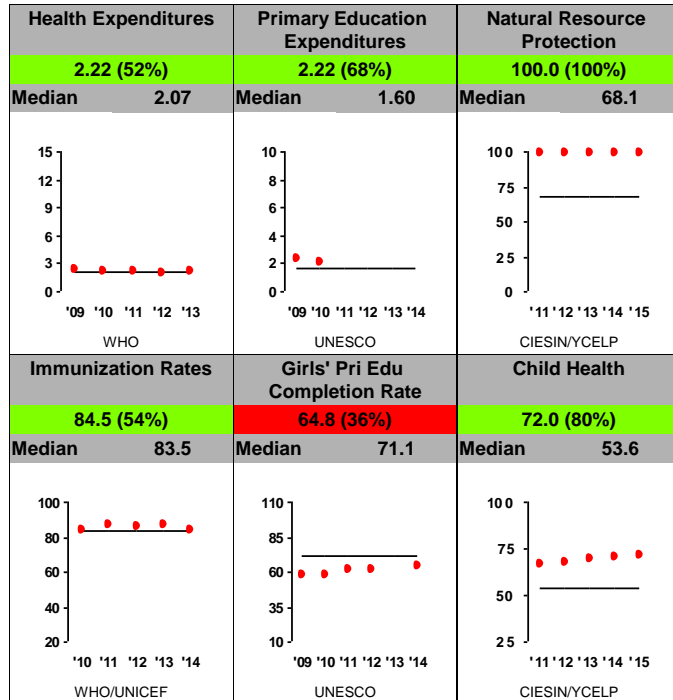 Health Expenditures
2.22 (52%)
Median 2.07
15
12
9
6
3
0
'09 '10 '11 '12 '13
WHO
Primary Education
Expenditures
2.22 (68%)
Median 1.60
10
8
6
4
2
0
'09 '10 '11 '12 '13 '14
UNESCO
Natural Resource
Protection
100.0 (100%)
Median 68.1
100
75
50
25
0
'11 '12 '13 '14 '15
CIESIN/YCELP
Immunization Rates
84.5 (54%)
Median 83.5
100
80
60
40
20
'10 '11 '12 '13 '14
WHO/UNICEF
Girls' Pri Edu
Completion Rate
64.8 (36%)
Median 71.1
110
85
60
35
10
'09 '10 '11 '12 '13 '14
UNESCO
Child Health
72.0 (80%)
Median 53.6
100
75
50
25
'11 '12 '13 '14 '15
CIESIN/YCELP